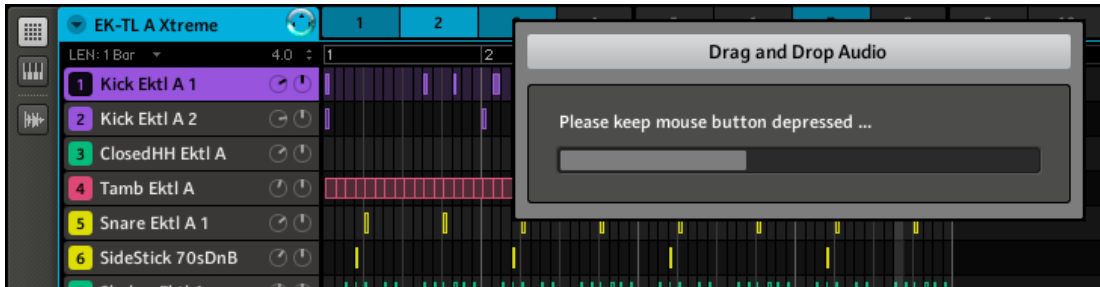 EK-TL A Xtreme
1 2
Drag and Drop Audio
LEN: 1 Bar 4.0 1 2
1 Kick Ektl A 1
2 Kick Ektl A 2
Please keep mouse button depressed ...
3 ClosedHH Ektl A
4 Tamb Ektl A
5 Snare Ektl A 1
6 SideStick 70sDnB